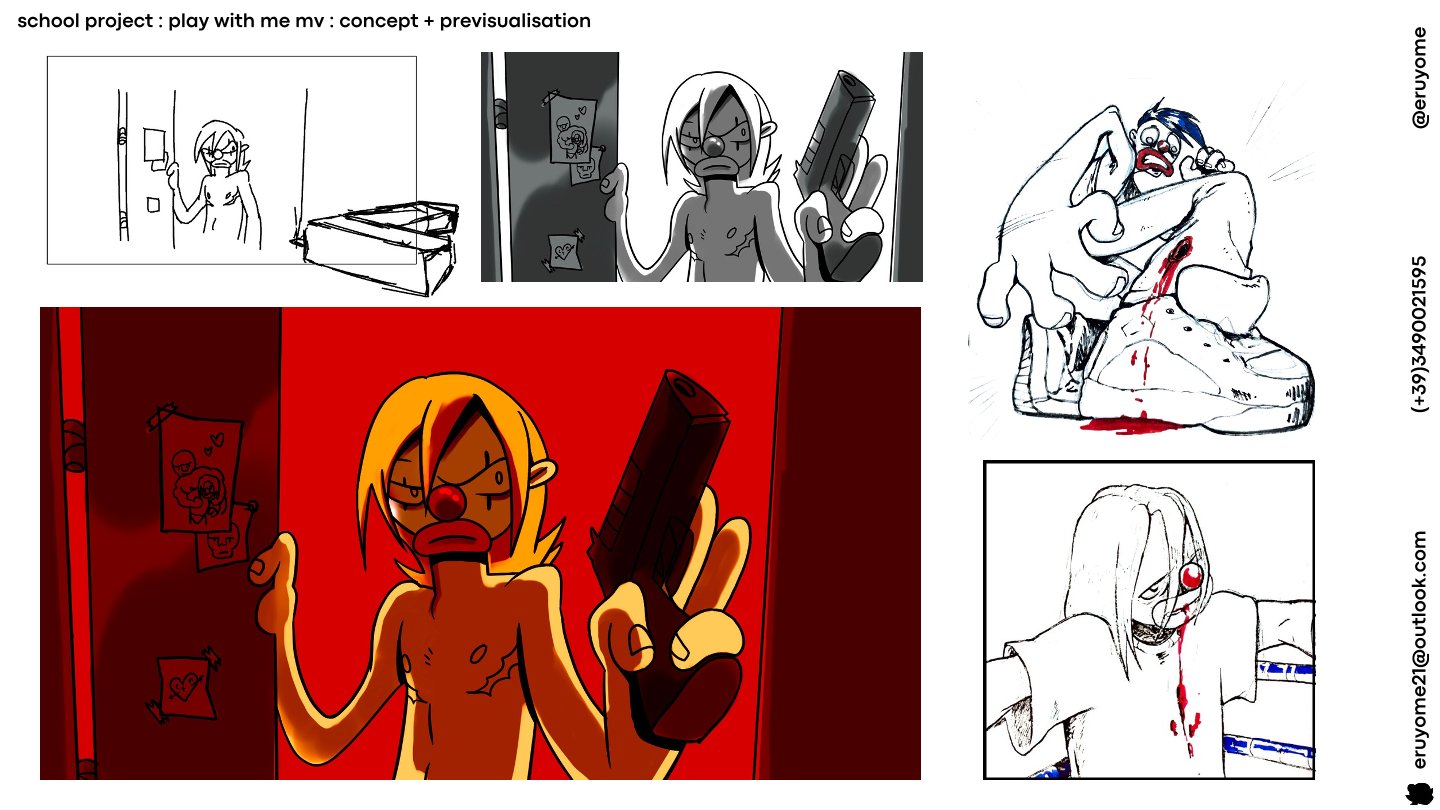 school project : play with me mv : concept + previsualisation
@eruyome
(+39)3490021595
eruyome21@outlook.com